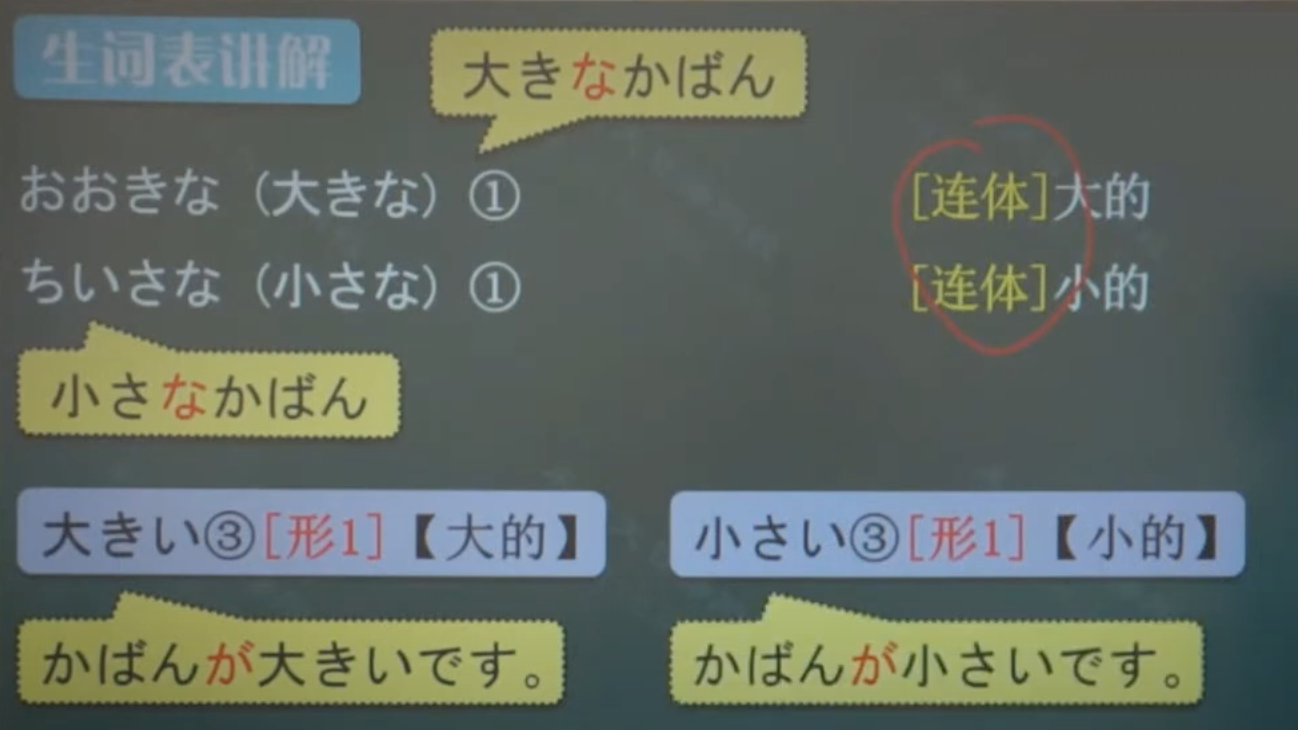 生词表讲解
大きなかばん
おおきな（大きな）① [连体]大的
ちいさな（小さな）① [连体]小的
小さなかばん
大きい③[形1]【大的】 小さい③[形1]【小的】
かばんが大きいです。 かばんが小さいです。